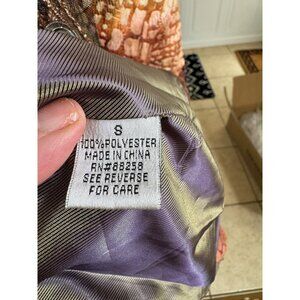 S
100%POLYESTER
MADE IN CHINA
RN#88258
SEE REVERSE
FOR CARE